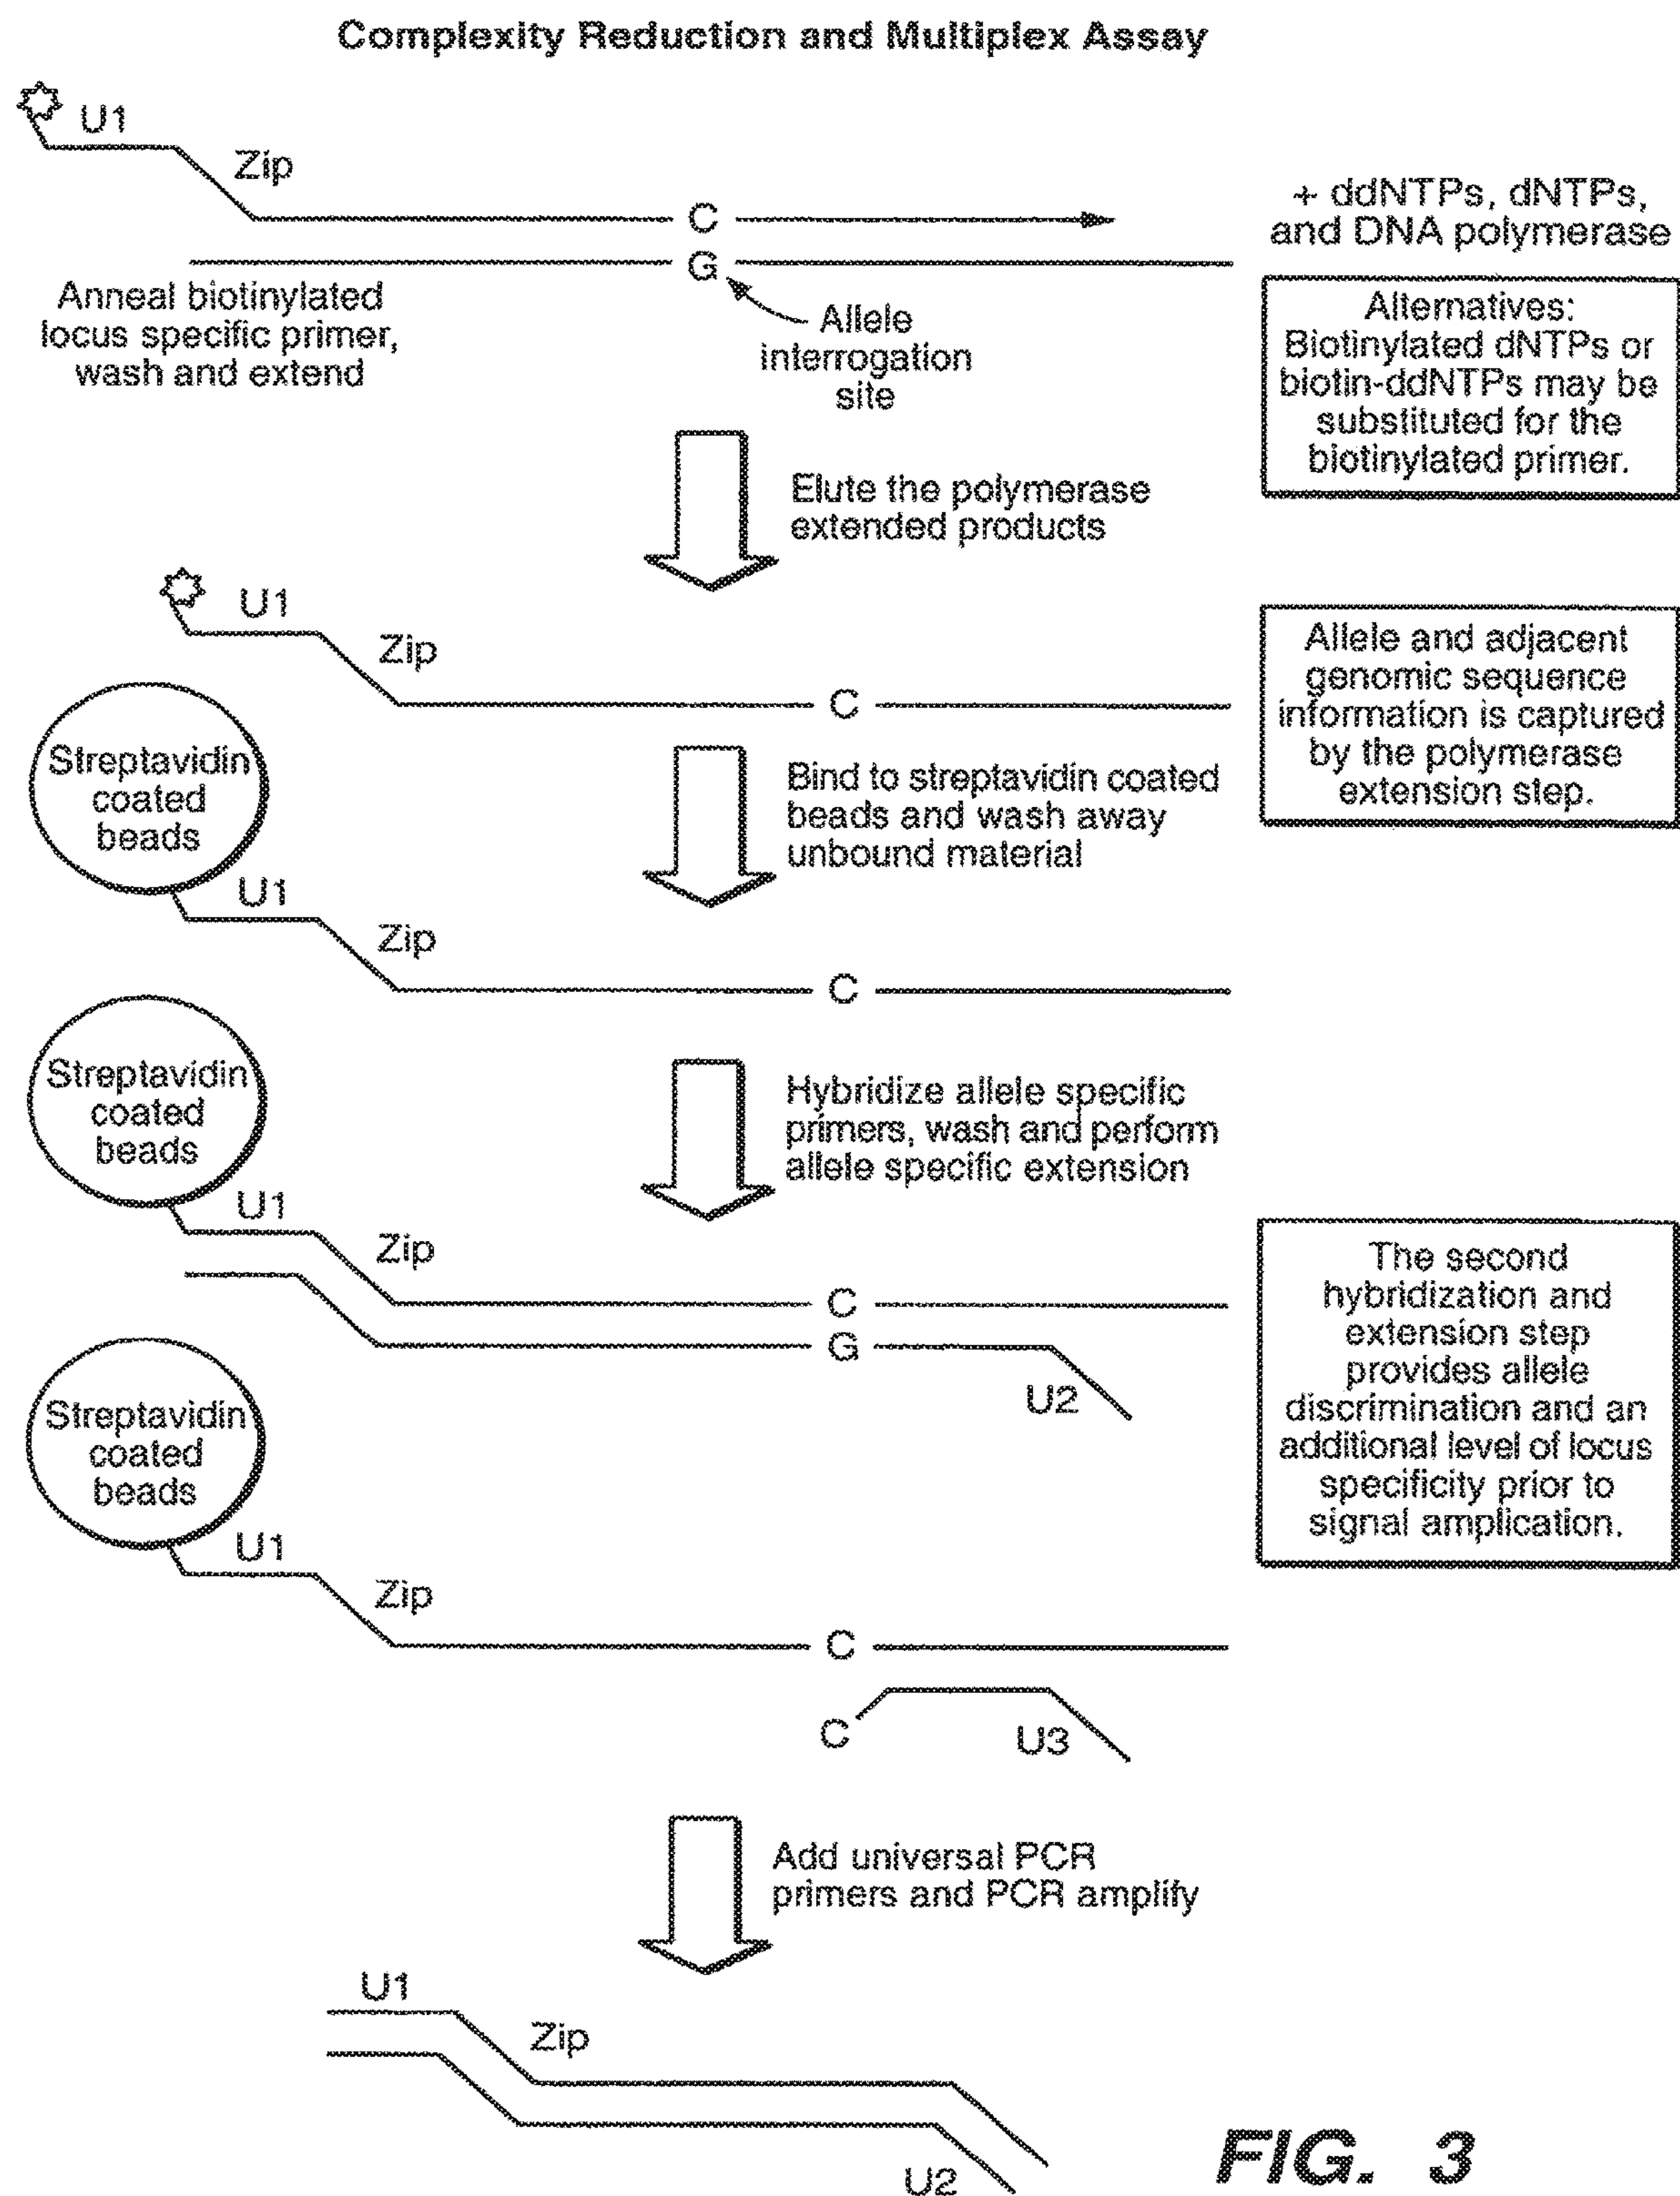 Complexity Reduction and Multiplex Assay
U1
Zip
C
G
+ ddNTPs, dNTPs,
and DNA polymerase
Anneal biotinylated
locus specific primer,
wash and extend
Allele
interrogation
site
Alternatives:
Biotinylated dNTPs or
biotin-ddNTPs may be
substituted for the
biotinylated primer.
Elute the polymerase
extended products
U1
Zip
C
Allele and adjacent
genomic sequence
information is captured
by the polymerase
extension step.
Streptavidin
coated
beads
Bind to streptavidin coated
beads and wash away
unbound material
U1
Zip
C
Streptavidin
coated
beads
Hybridize allele specific
primers, wash and perform
allele specific extension
U1
Zip
C
G
U2
The second
hybridization and
extension step
provides allele
discrimination and an
additional level of locus
specificity prior to
signal amplication.
Streptavidin
coated
beads
U1
Zip
C
C
U3
Add universal PCR
primers and PCR amplify
U1
Zip
U2
FIG. 3